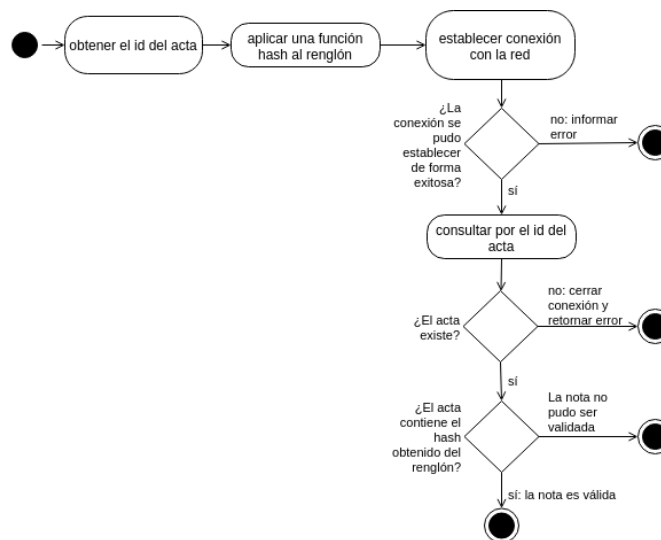 obtener el id del acta
aplicar una función
hash al renglón
establecer conexión
con la red
¿La
conexión se
pudo
establecer
de forma
exitosa?
no: informar
error
sí
consultar por el id del
acta
¿El acta
existe?
no: cerrar
conexión y
retornar error
sí
¿El acta
contiene el
hash
obtenido del
renglón?
La nota no
pudo ser
validada
sí: la nota es válida